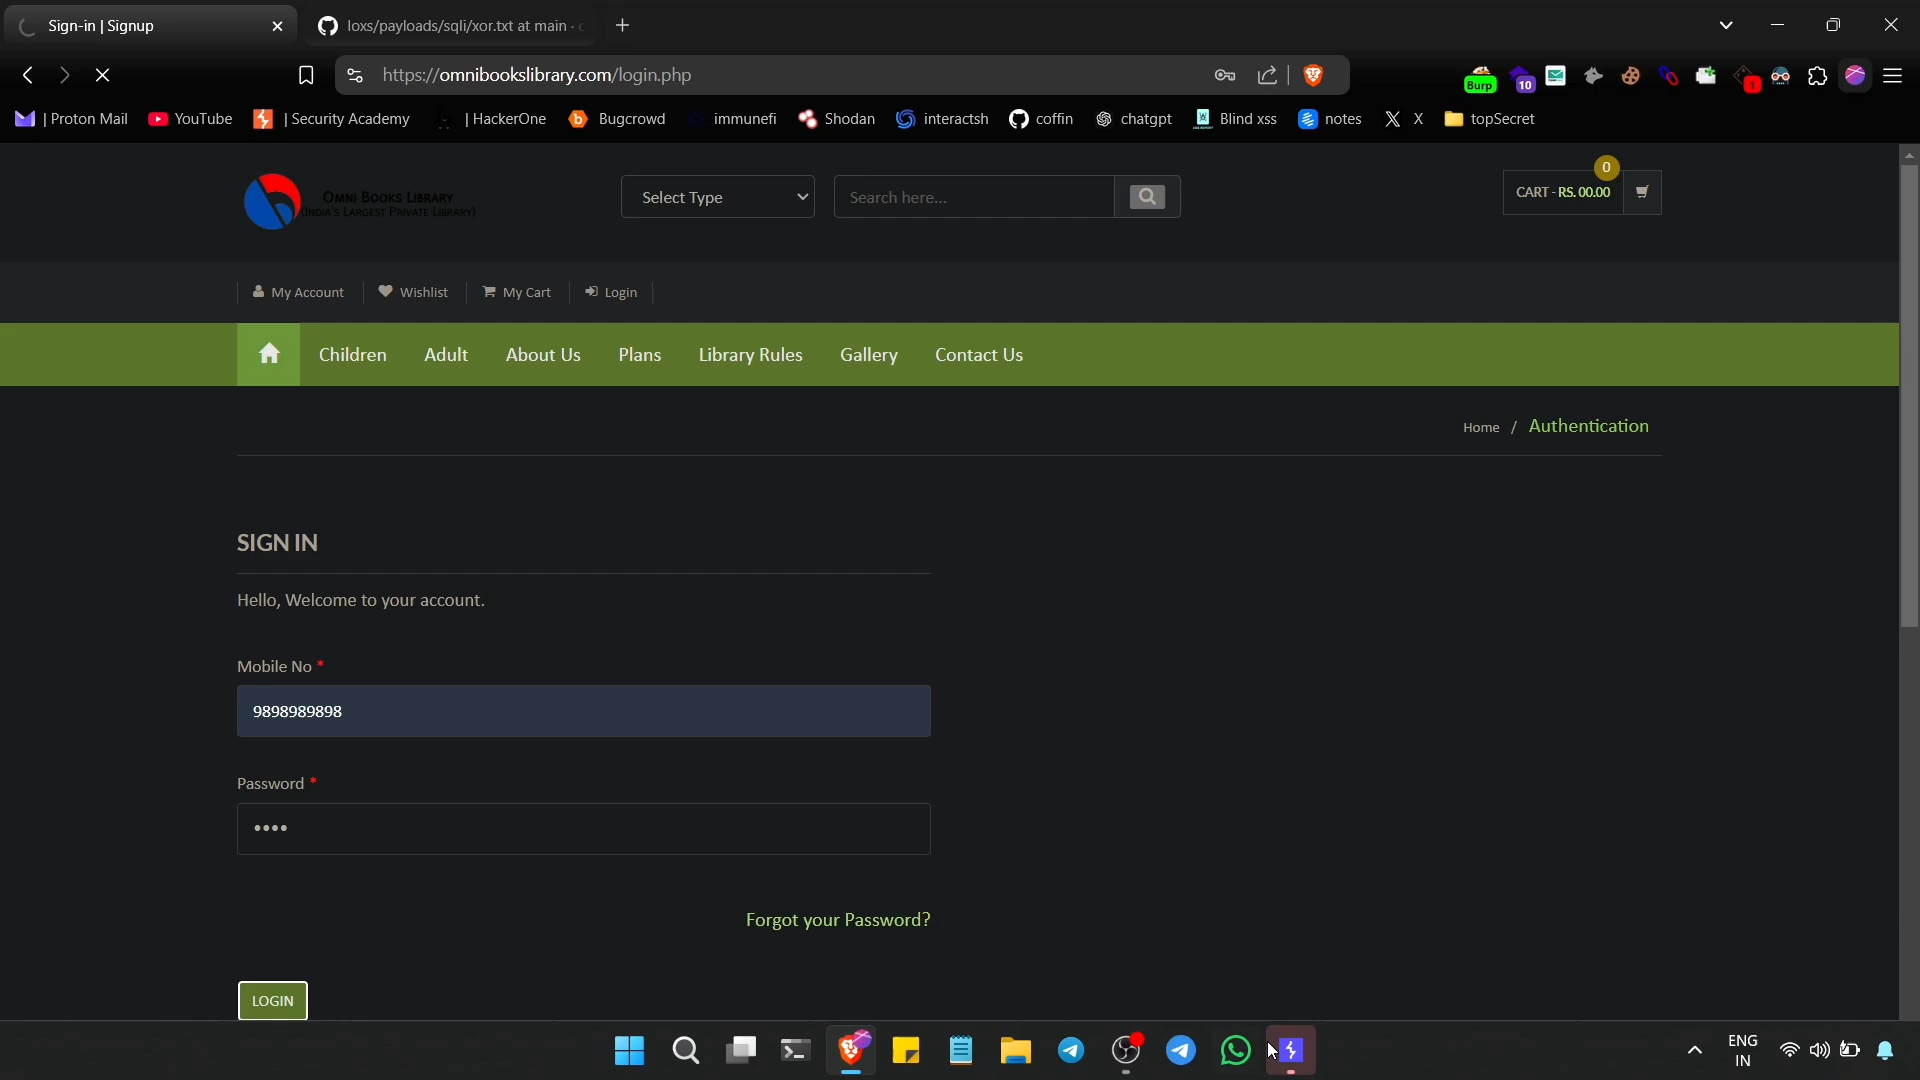 Sign-in | Signup
loxs/payloads/sqli/xor.txt at main ·
https://omnibookslibrary.com/login.php
Burp
10
1
| Proton Mail
YouTube
| Security Academy
| HackerOne
Bugcrowd
immunefi
Shodan
interactsh
coffin
chatgpt
Blind xss
notes
X
topSecret
Omni Books Library
(India's Largest Private Library)
Select Type
Search here...
0
CART - RS. 00.00
My Account
Wishlist
My Cart
Login
Children
Adult
About Us
Plans
Library Rules
Gallery
Contact Us
Home / Authentication
SIGN IN
Hello, Welcome to your account.
Mobile No *
9898989898
Password *
••••
Forgot your Password?
LOGIN
ENG
IN